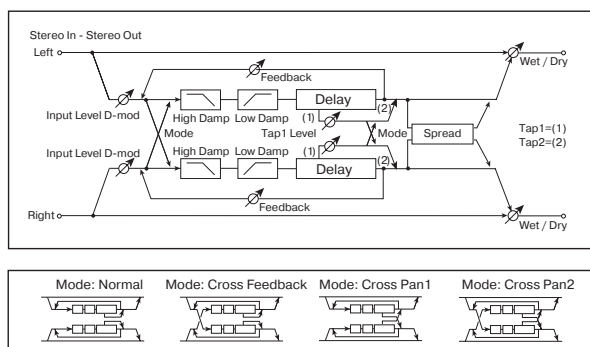 Stereo In - Stereo Out
Left
Wet / Dry
Feedback
Delay
Input Level D-mod
High Damp Low Damp
(1)
(2)
Mode
Tap1 Level
Mode
Spread
Tap1=(1)
Tap2=(2)
Input Level D-mod
High Damp Low Damp
(1)
Delay
(2)
Feedback
Right
Wet / Dry
Mode: Normal
Mode: Cross Feedback
Mode: Cross Pan1
Mode: Cross Pan2